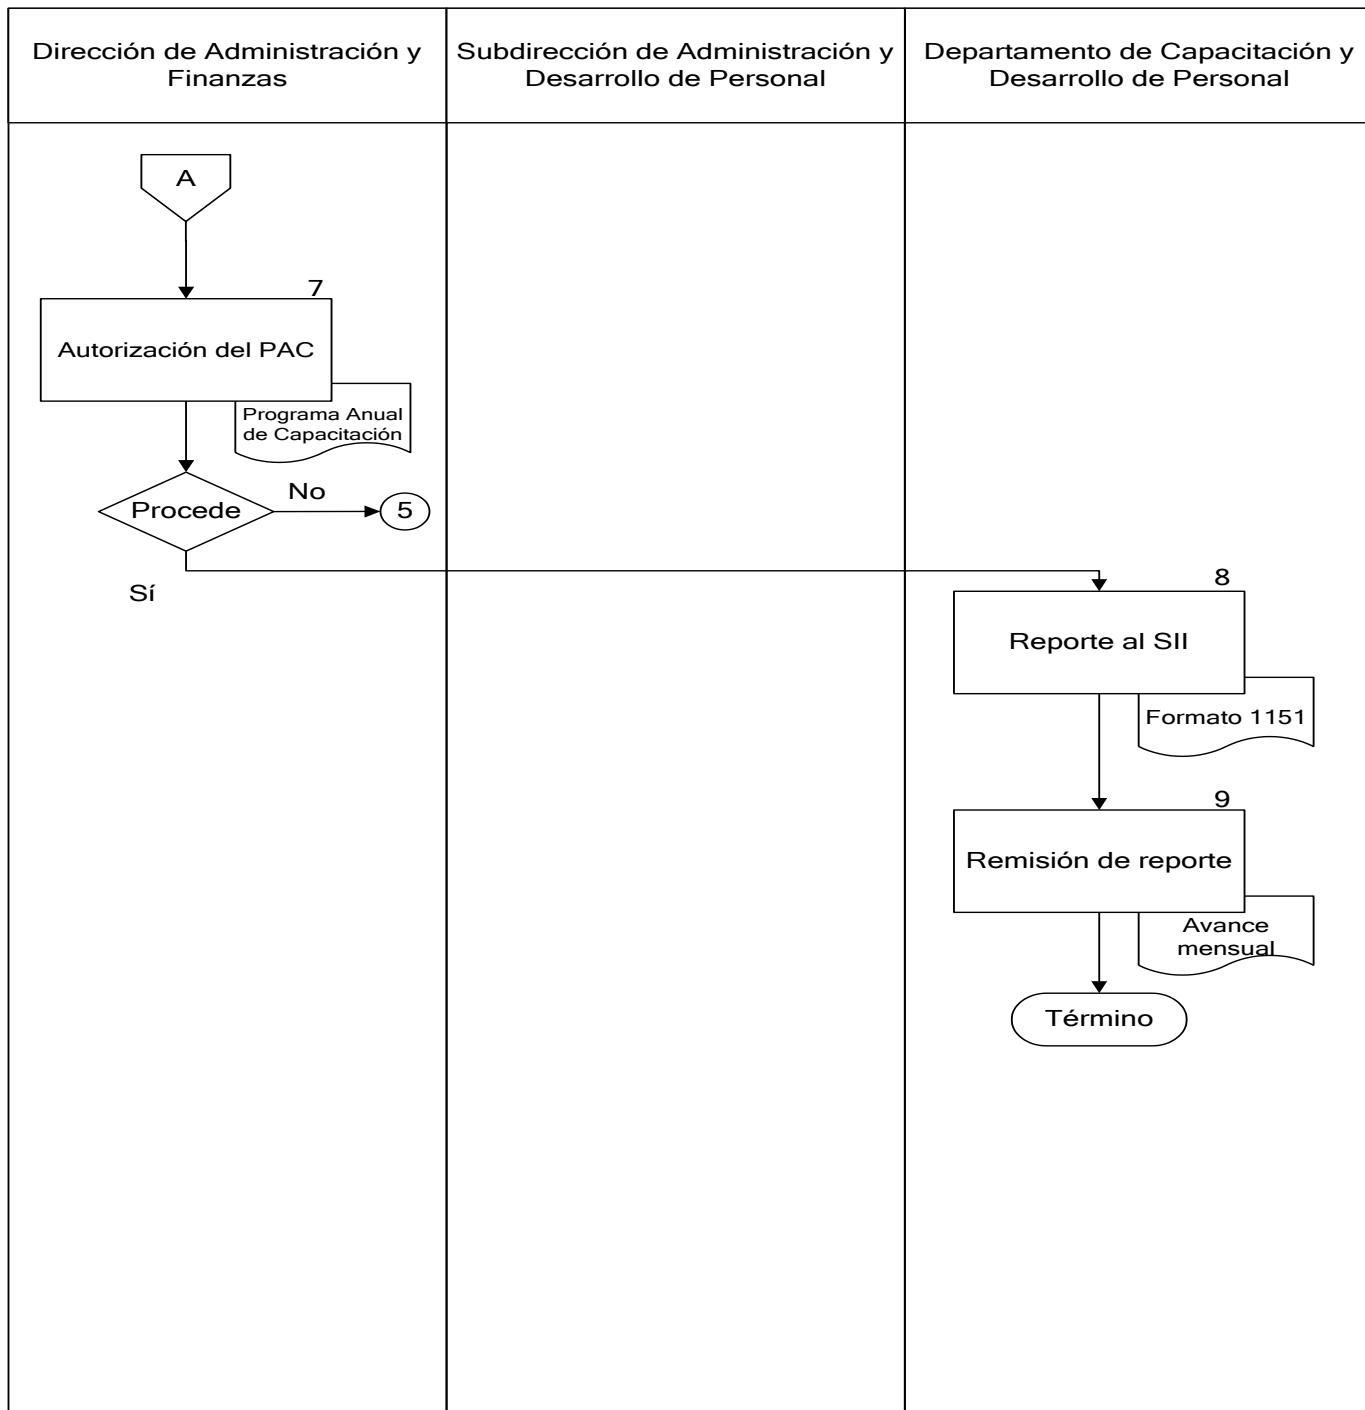 Dirección de Administración y
Finanzas
Subdirección de Administración y
Desarrollo de Personal
Departamento de Capacitación y
Desarrollo de Personal
A
7
Autorización del PAC
Programa Anual
de Capacitación
Procede
No
5
Sí
8
Reporte al SII
Formato 1151
9
Remisión de reporte
Avance
mensual
Término